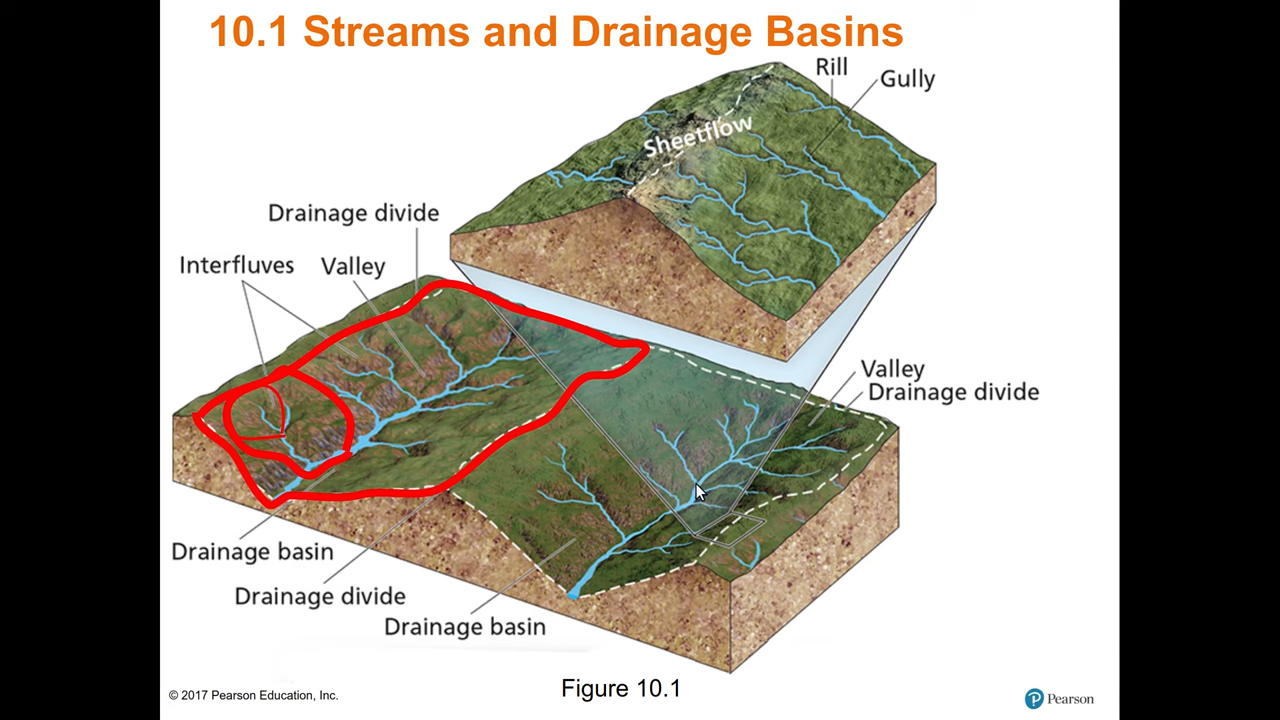 10.1 Streams and Drainage Basins
Rill
Gully
Sheetflow
Drainage divide
Interfluves
Valley
Valley
Drainage divide
Drainage basin
Drainage divide
Drainage basin
© 2017 Pearson Education, Inc.
Figure 10.1
P Pearson